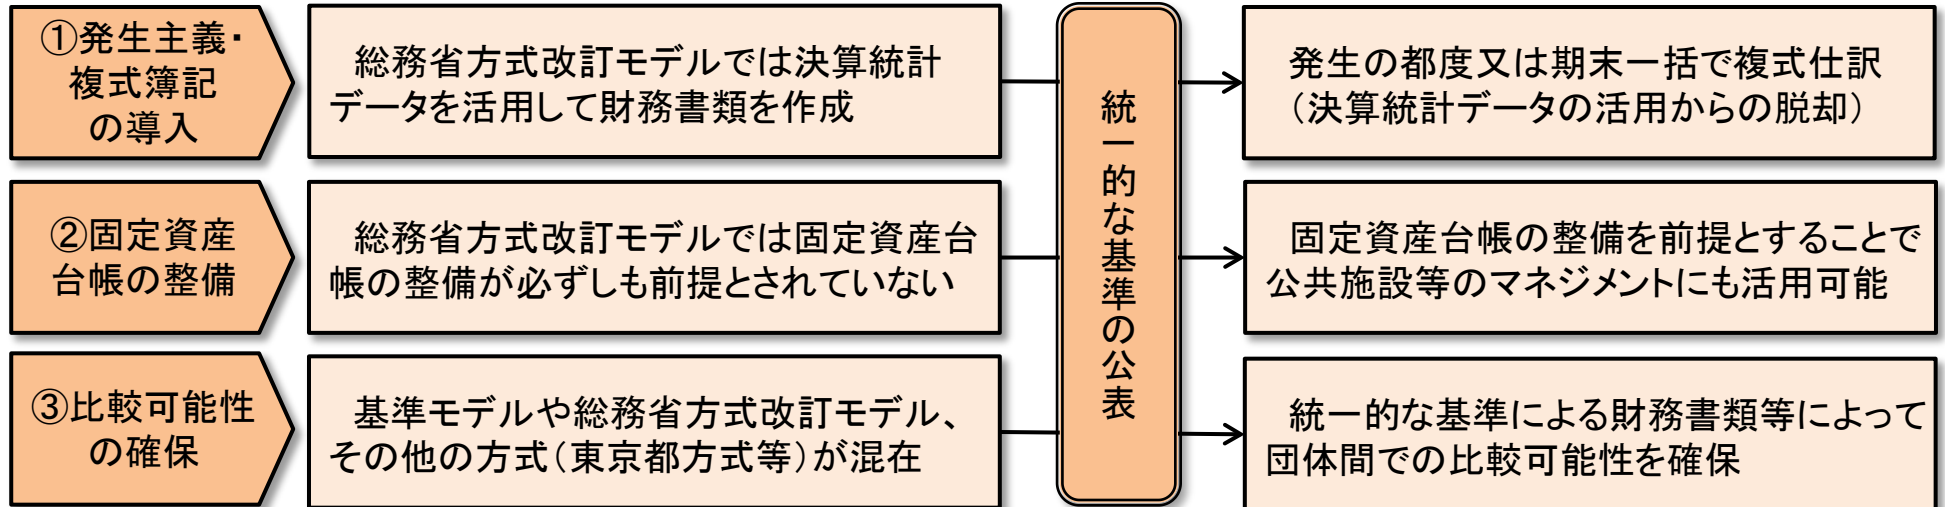 ①発生主義・
複式簿記
の導入
総務省方式改訂モデルでは決算統計
データを活用して財務書類を作成
統一的な基準の公表
発生の都度又は期末一括で複式仕訳
（決算統計データの活用からの脱却）
②固定資産
台帳の整備
総務省方式改訂モデルでは固定資産台
帳の整備が必ずしも前提とされていない
固定資産台帳の整備を前提とすることで
公共施設等のマネジメントにも活用可能
③比較可能性
の確保
基準モデルや総務省方式改訂モデル、
その他の方式（東京都方式等）が混在
統一的な基準による財務書類等によって
団体間での比較可能性を確保